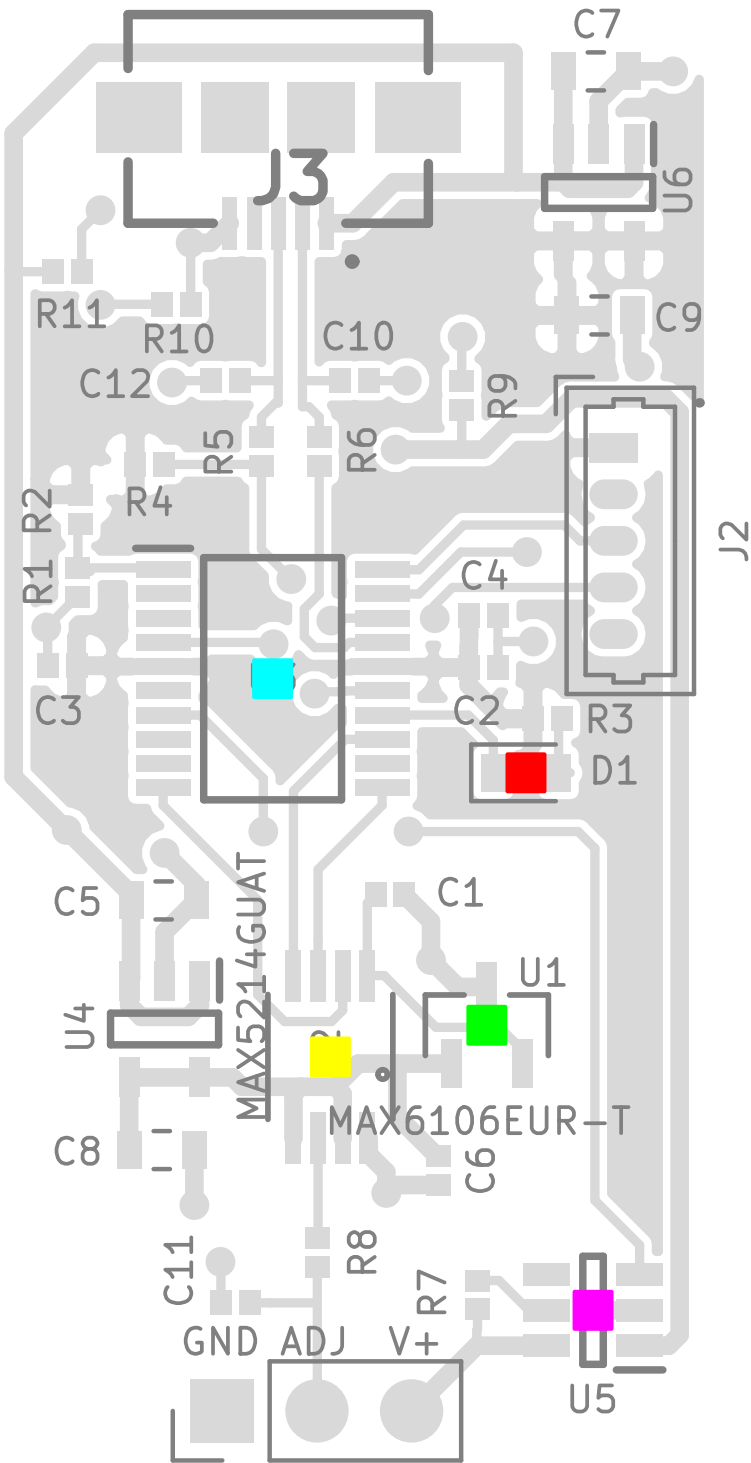 C7
J3
U6
R11
R10
C10
C9
C12
R9
R5
R6
R4
R2
J2
R1
C4
C3
C2
R3
D1
C5
C1
MAX5214GUAT
U1
U4
MAX6106EUR-T
C8
C6
R8
C11
R7
GND ADJ V+
U5